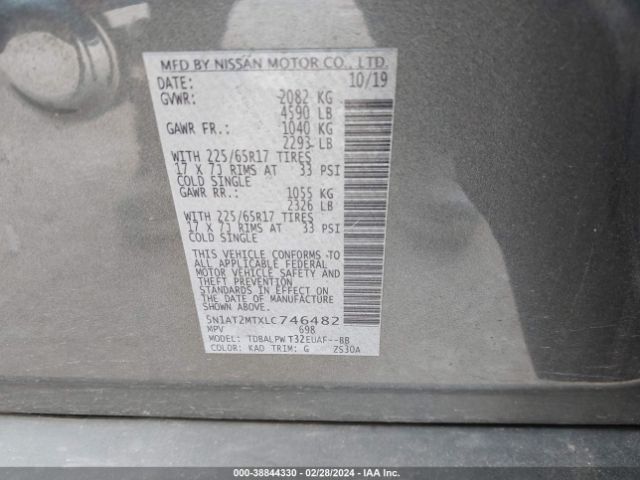 MFD BY NISSAN MOTOR CO., LTD.
DATE: 10/19
GVWR: 2082 KG
4590 LB
GAWR FR.: 1040 KG
2293 LB
WITH 225/65R17 TIRES
17 X 7J RIMS AT 33 PSI
COLD SINGLE
GAWR RR.: 1055 KG
2326 LB
WITH 225/65R17 TIRES
17 X 7J RIMS AT 33 PSI
COLD SINGLE
THIS VEHICLE CONFORMS TO
ALL APPLICABLE FEDERAL
MOTOR VEHICLE SAFETY AND
THEFT PREVENTION
STANDARDS IN EFFECT ON
THE DATE OF MANUFACTURE
SHOWN ABOVE.
5N1AT2MTXLC746482
MPV 698
MODEL: TDBALPW T32EUAF--BB
COLOR: KAD TRIM: G ZS30A
000-38844330 - 02/28/2024 - IAA Inc.